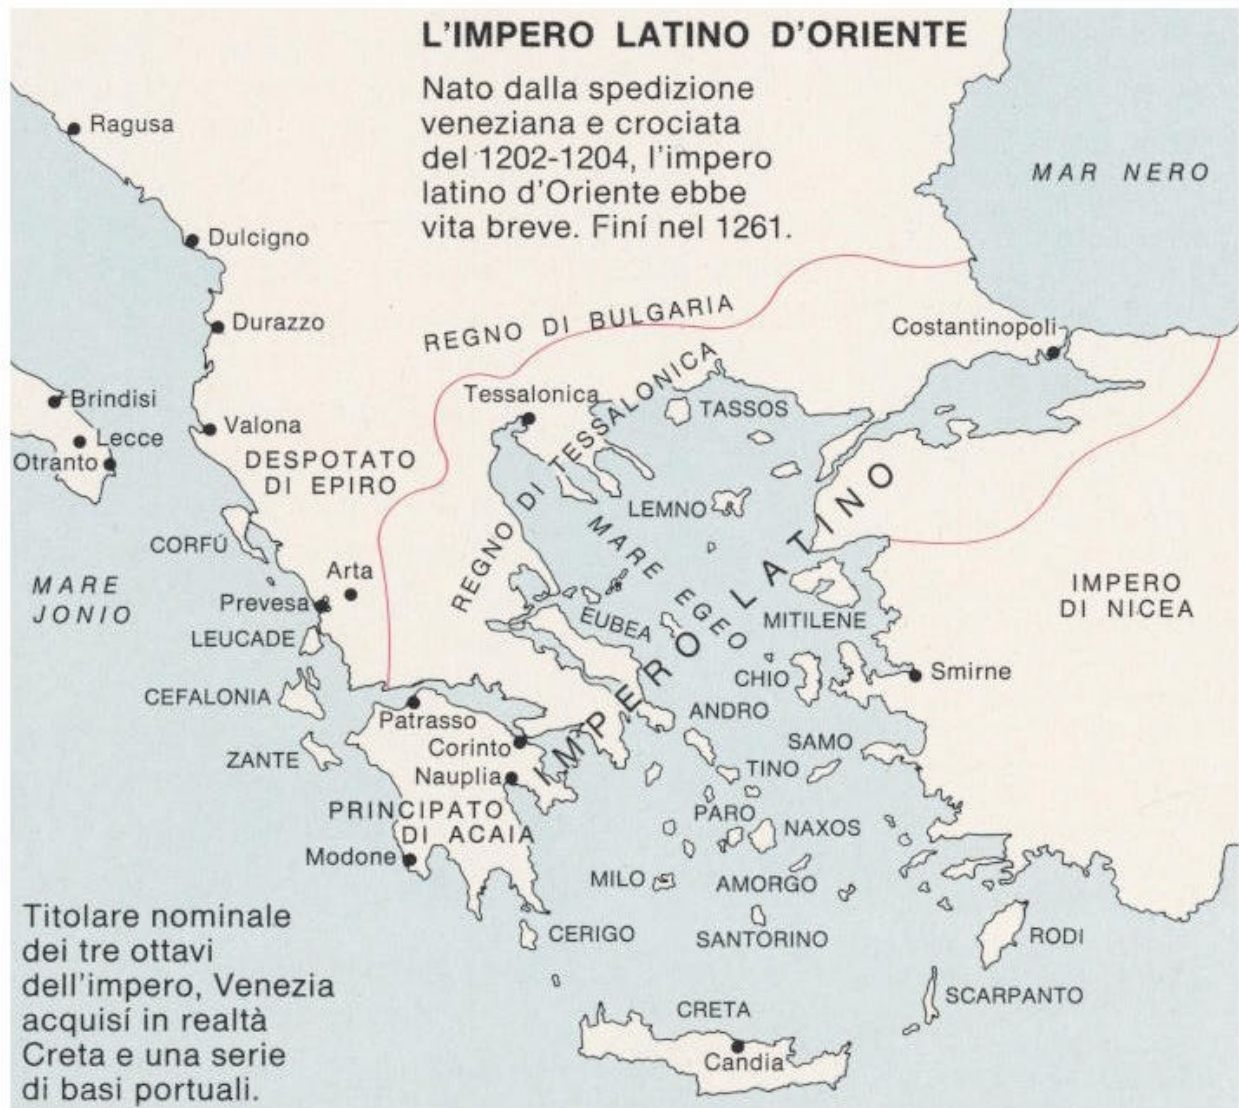 L'IMPERO LATINO D'ORIENTE
Nato dalla spedizione
veneziana e crociata
del 1202-1204, l'impero
latino d'Oriente ebbe
vita breve. Finí nel 1261.
Ragusa
MAR NERO
Dulcigno
Durazzo
REGNO DI BULGARIA
Costantinopoli
Brindisi
Tessalonica
TASSOS
Lecce
Valona
Otranto
DESPOTATO
DI EPIRO
REGNO DI TESSALONICA
LEMNO
CORFÚ
MARE EGEO
IMPERO LATINO
MARE
JONIO
Arta
Prevesa
IMPERO
DI NICEA
EUBEA
MITILENE
LEUCADE
CHIO
Smirne
CEFALONIA
ANDRO
Patrasso
Corinto
SAMO
ZANTE
Nauplia
TINO
PRINCIPATO
DI ACAIA
PARO
NAXOS
Modone
MILO
AMORGO
CERIGO
SANTORINO
RODI
SCARPANTO
CRETA
Candia
Titolare nominale
dei tre ottavi
dell'impero, Venezia
acquisí in realtà
Creta e una serie
di basi portuali.